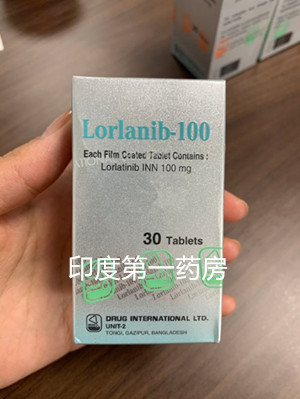 Lorlanib-100
Each Film Coated Tablet Contains :
Lorlatinib INN 100 mg
30 Tablets
印度第一药房
DRUG INTERNATIONAL LTD.
UNIT-2
TONGI, GAZIPUR, BANGLADESH